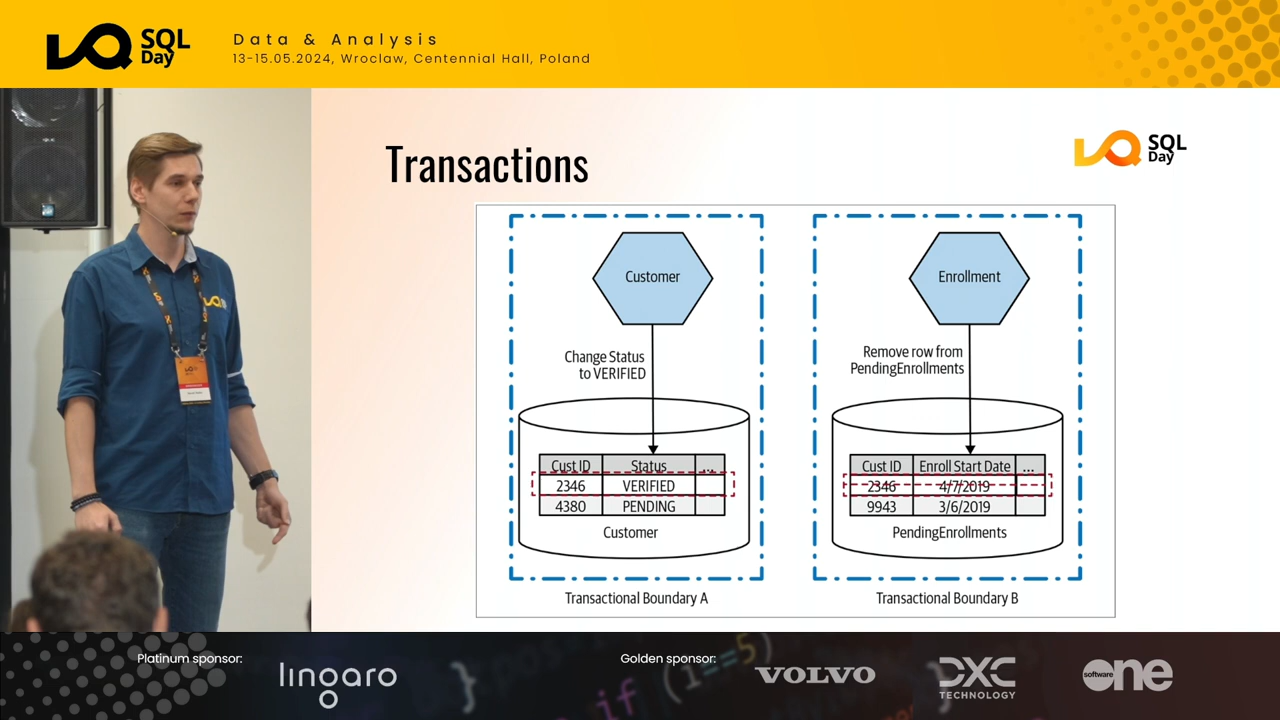 SQL
Day
Data & Analysis
13-15.05.2024, Wroclaw, Centennial Hall, Poland
Transactions
SQL
Day
Customer
Enrollment
Change Status
to VERIFIED
Remove row from
PendingEnrollments
Cust ID Status ...
2346 VERIFIED
4380 PENDING
Customer
Cust ID Enroll Start Date ...
2346 4/7/2019
9943 3/6/2019
PendingEnrollments
Transactional Boundary A
Transactional Boundary B
Platinum sponsor:
lingaro
Golden sponsor:
VOLVO
DXC
TECHNOLOGY
software
one
if (i==5)
}